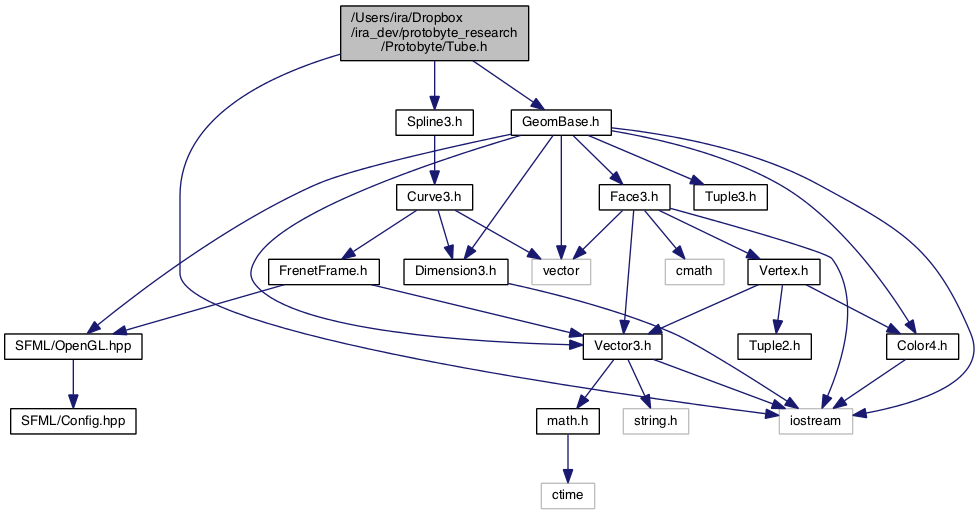 /Users/ira/Dropbox
/ira_dev/protobyte_research
/Protobyte/Tube.h
Spline3.h
GeomBase.h
Curve3.h
Face3.h
Tuple3.h
FrenetFrame.h
Dimension3.h
vector
cmath
Vertex.h
SFML/OpenGL.hpp
Vector3.h
Tuple2.h
Color4.h
SFML/Config.hpp
math.h
string.h
iostream
ctime